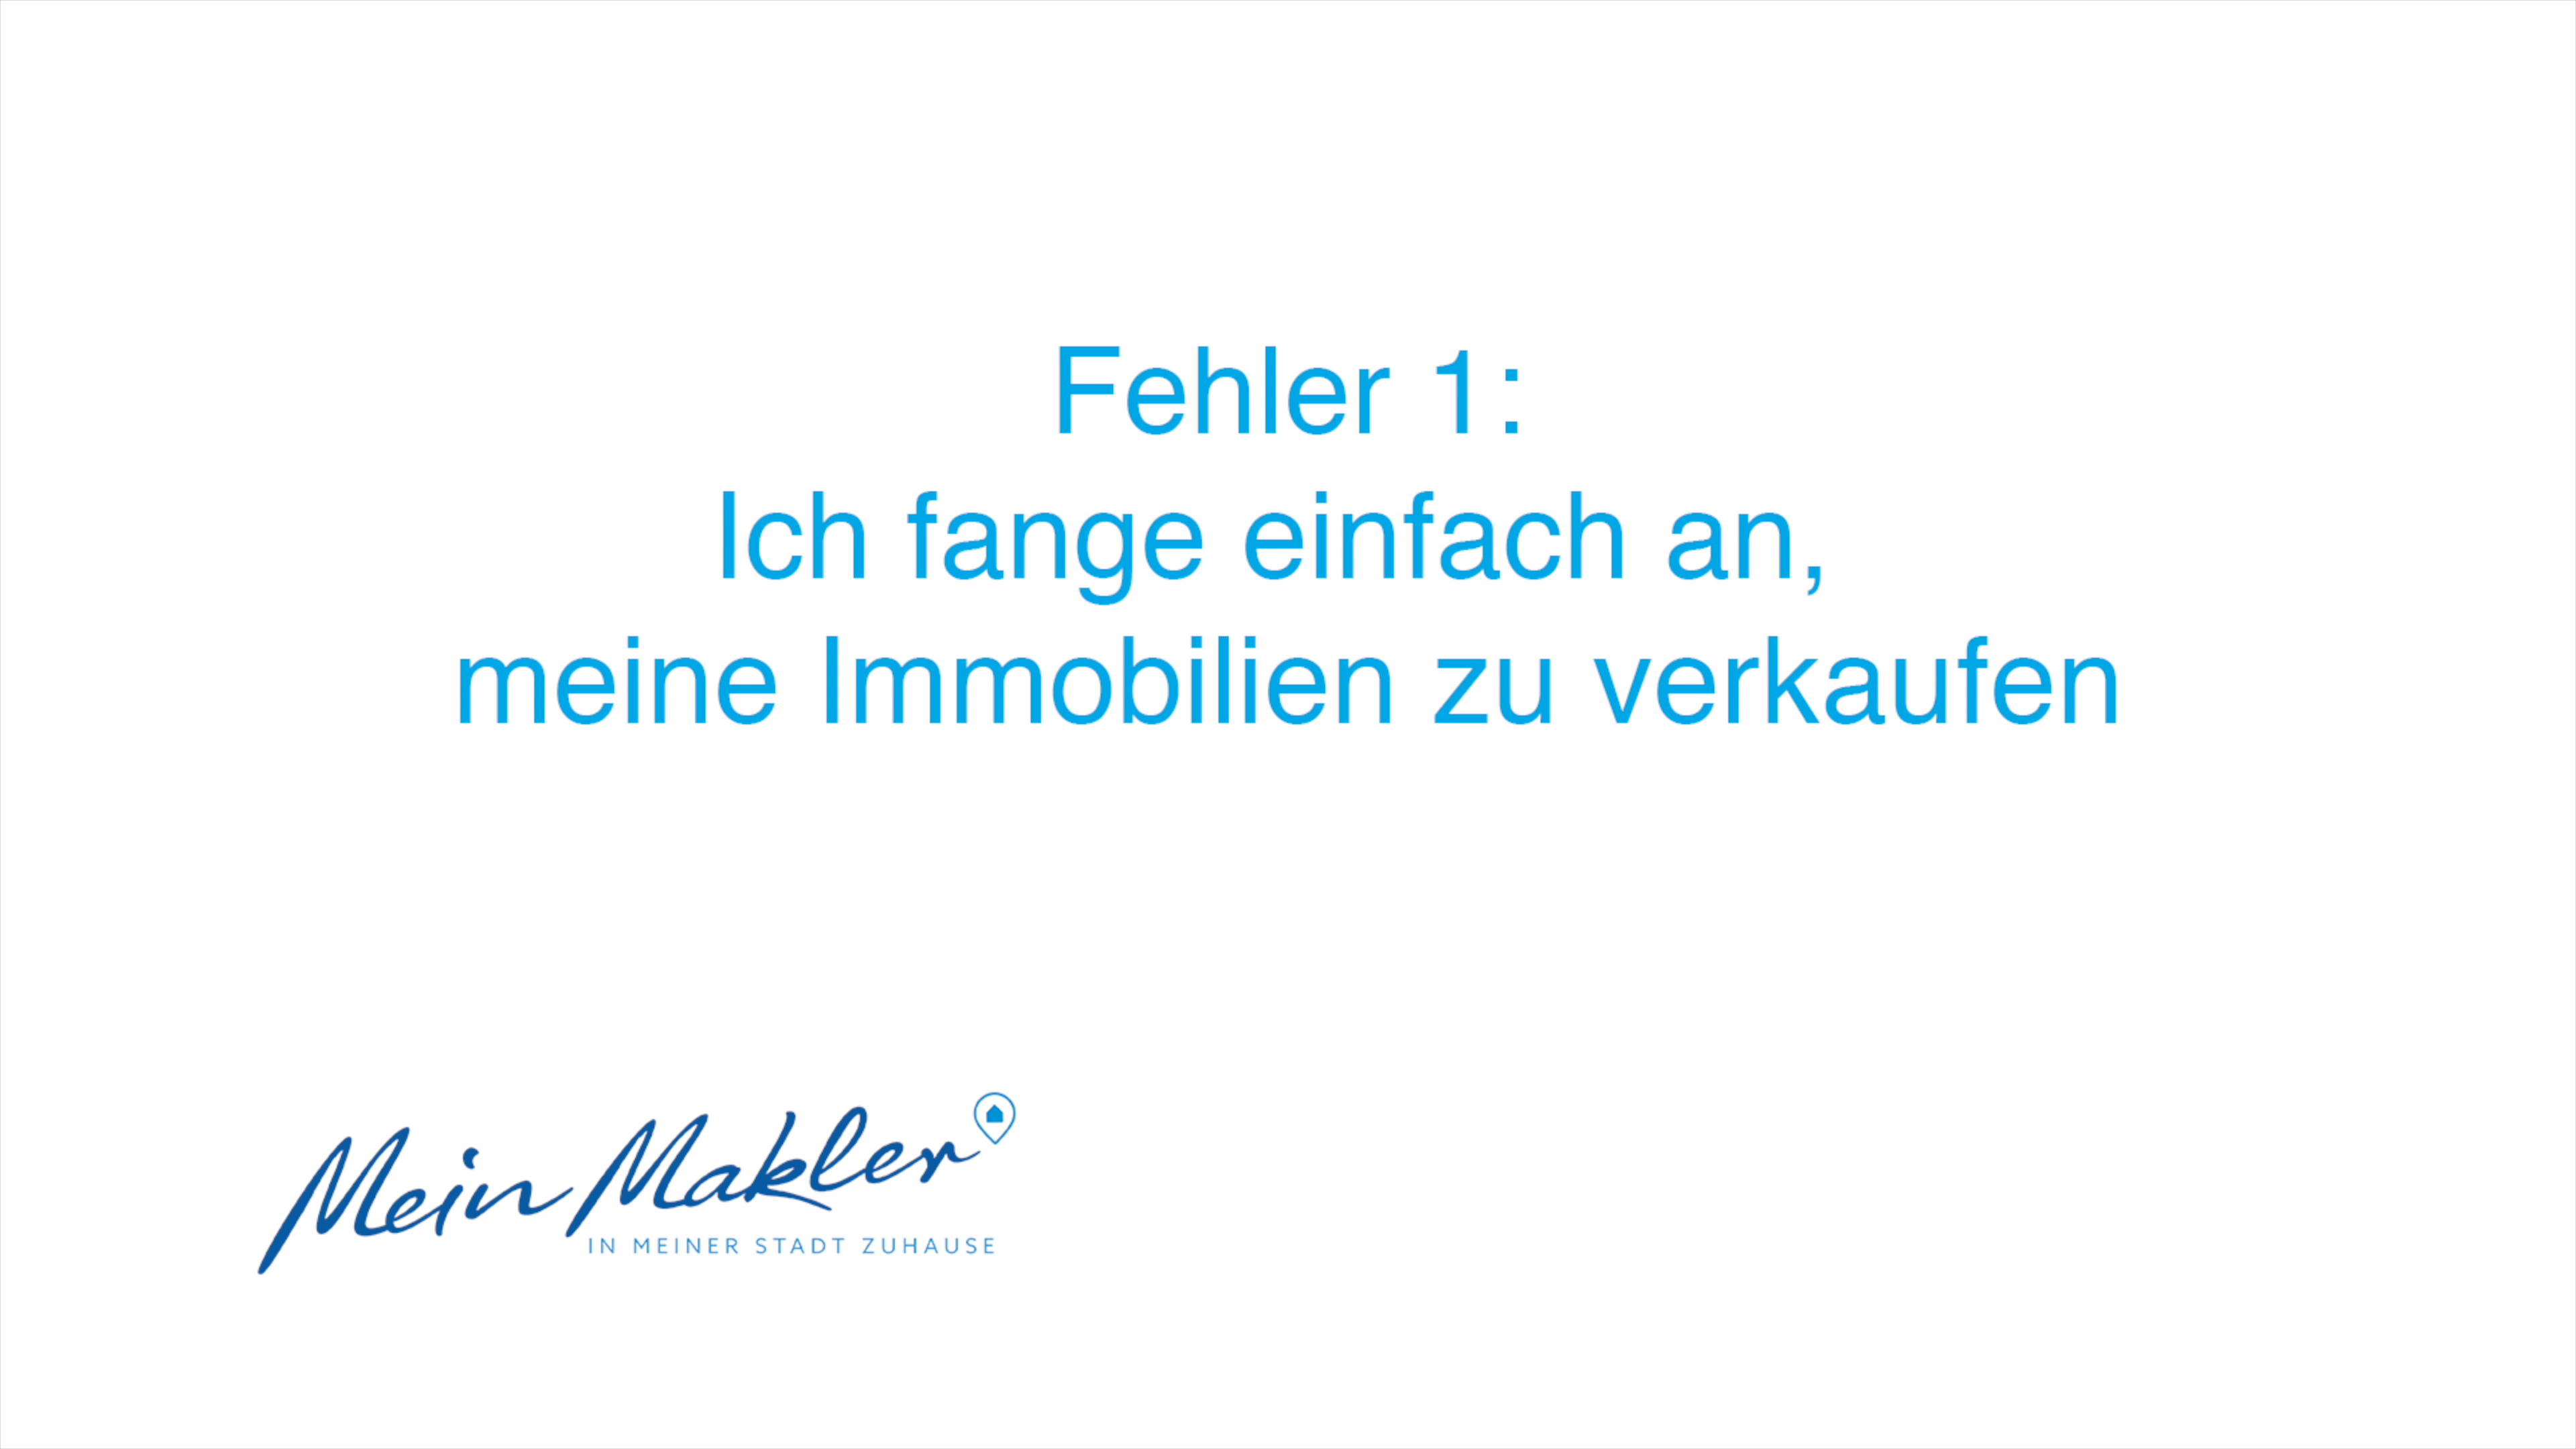 Fehler 1:
Ich fange einfach an,
meine Immobilien zu verkaufen
Mein Makler
IN MEINER STADT ZUHAUSE